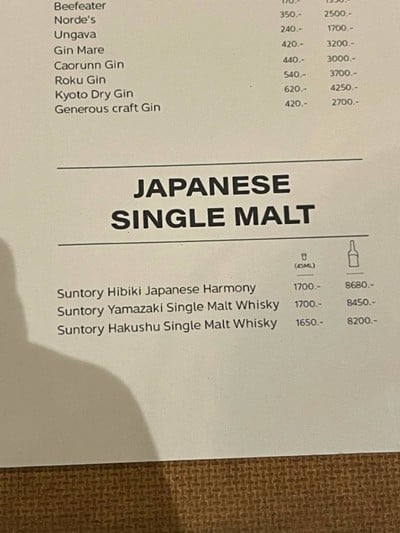 Beefeater
Norde's 350.- 2500.-
Ungava 240.- 1700.-
Gin Mare 420.- 3200.-
Caorunn Gin 440.- 3000.-
Roku Gin 540.- 3700.-
Kyoto Dry Gin 620.- 4250.-
Generous craft Gin 420.- 2700.-
JAPANESE
SINGLE MALT
(45ML)
Suntory Hibiki Japanese Harmony 1700.- 8680.-
Suntory Yamazaki Single Malt Whisky 1700.- 8450.-
Suntory Hakushu Single Malt Whisky 1650.- 8200.-